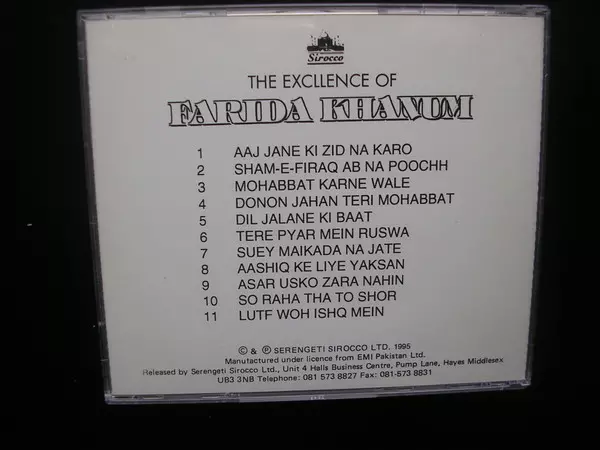 Sirocco
THE EXCLLENCE OF
FARIDA KHANUM
1 AAJ JANE KI ZID NA KARO
2 SHAM-E-FIRAQ AB NA POOCHH
3 MOHABBAT KARNE WALE
4 DONON JAHAN TERI MOHABBAT
5 DIL JALANE KI BAAT
6 TERE PYAR MEIN RUSWA
7 SUEY MAIKADA NA JATE
8 AASHIQ KE LIYE YAKSAN
9 ASAR USKO ZARA NAHIN
10 SO RAHA THA TO SHOR
11 LUTF WOH ISHQ MEIN
© & ℗ SERENGETI SIROCCO LTD. 1995
Manufactured under licence from EMI Pakistan Ltd.
Released by Serengeti Sirocco Ltd., Unit 4 Halls Business Centre, Pump Lane, Hayes Middlesex
UB3 3NB Telephone: 081 573 8827 Fax: 081-573 8831